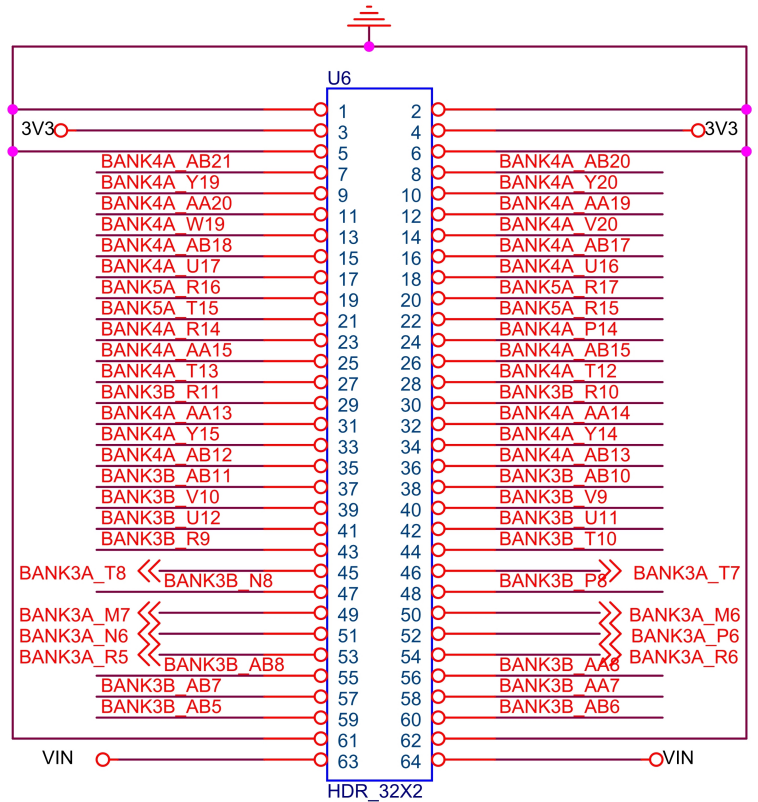 U6
1 2
3V3 3 4 3V3
5 6
BANK4A_AB21 7 8 BANK4A_AB20
BANK4A_Y19 9 10 BANK4A_Y20
BANK4A_AA20 11 12 BANK4A_AA19
BANK4A_W19 13 14 BANK4A_V20
BANK4A_AB18 15 16 BANK4A_AB17
BANK4A_U17 17 18 BANK4A_U16
BANK5A_R16 19 20 BANK5A_R17
BANK5A_T15 21 22 BANK5A_R15
BANK4A_R14 23 24 BANK4A_P14
BANK4A_AA15 25 26 BANK4A_AB15
BANK4A_T13 27 28 BANK4A_T12
BANK3B_R11 29 30 BANK3B_R10
BANK4A_AA13 31 32 BANK4A_AA14
BANK4A_Y15 33 34 BANK4A_Y14
BANK4A_AB12 35 36 BANK4A_AB13
BANK3B_AB11 37 38 BANK3B_AB10
BANK3B_V10 39 40 BANK3B_V9
BANK3B_U12 41 42 BANK3B_U11
BANK3B_R9 43 44 BANK3B_T10
BANK3A_T8 45 46 BANK3A_T7
BANK3B_N8 47 48 BANK3B_P8
BANK3A_M7 49 50 BANK3A_M6
BANK3A_N6 51 52 BANK3A_P6
BANK3A_R5 53 54 BANK3A_R6
BANK3B_AB8 55 56 BANK3B_AA8
BANK3B_AB7 57 58 BANK3B_AA7
BANK3B_AB5 59 60 BANK3B_AB6
61 62
VIN 63 64 VIN
HDR_32X2